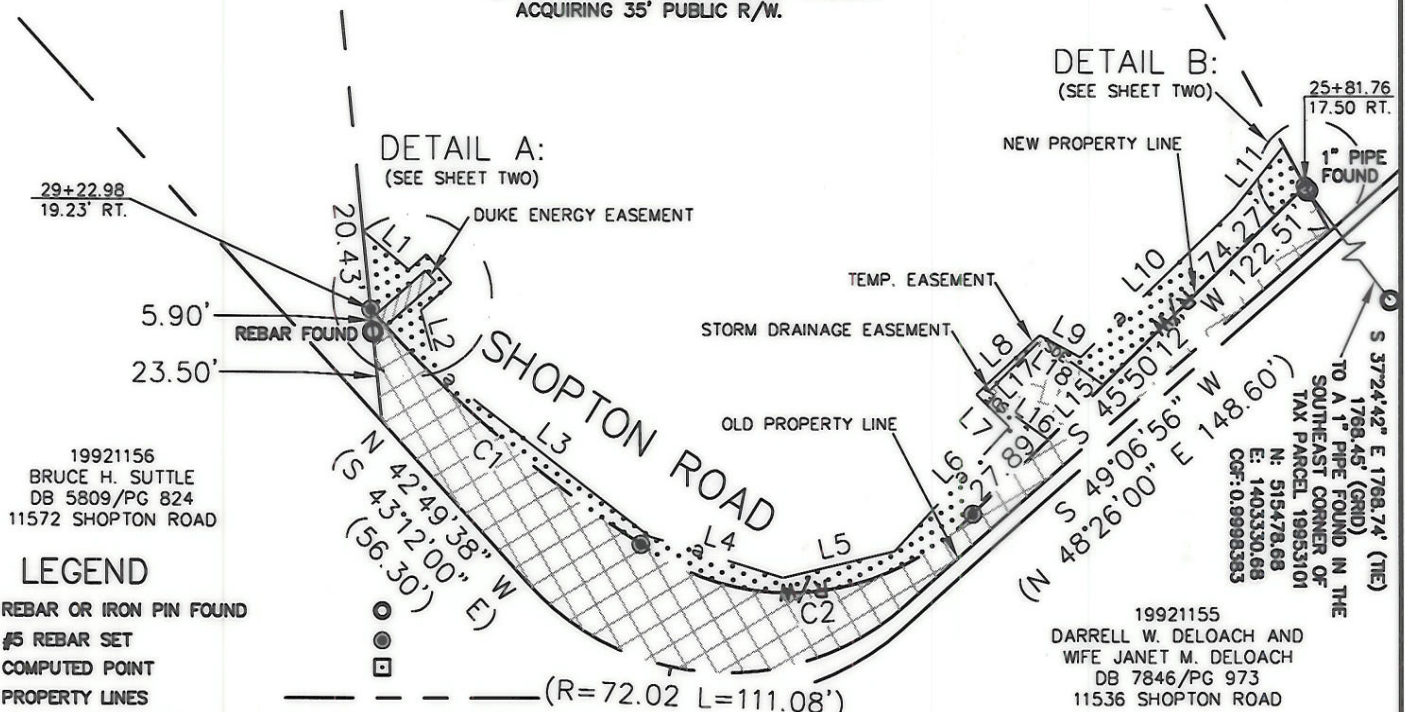 ACQUIRING 35' PUBLIC R/W.
DETAIL B:
(SEE SHEET TWO)
25+81.76
17.50 RT.
NEW PROPERTY LINE
1" PIPE
FOUND
DETAIL A:
(SEE SHEET TWO)
29+22.98
19.23' RT.
DUKE ENERGY EASEMENT
20.43'
L1
L2
5.90'
REBAR FOUND
23.50'
L11
74.27'
L10
W 122.51'
TEMP. EASEMENT
STORM DRAINAGE EASEMENT
L9
L8
SDE
L17
L18
L15
L16
L7
SDE
a
S 45°50'12"
SHOPTON ROAD
a
OLD PROPERTY LINE
L3
C1
L6
a
27.89
S 49°06'56" W
(N 48°26'00" E 148.60')
S 37°24'42" E 1768.74' (TIE)
1768.45' (GRID)
TO A 1" PIPE FOUND IN THE
SOUTHEAST CORNER OF
TAX PARCEL 19953101
N: 515478.68
E: 1403330.68
CGF: 0.9998383
19921156
BRUCE H. SUTTLE
DB 5809/PG 824
11572 SHOPTON ROAD
N 42°49'38" W
(S 43°12'00" E)
(56.30')
a
L4
L5
R/W
C2
LEGEND
REBAR OR IRON PIN FOUND
#5 REBAR SET
COMPUTED POINT
PROPERTY LINES
(R=72.02 L=111.08')
19921155
DARRELL W. DELOACH AND
WIFE JANET M. DELOACH
DB 7846/PG 973
11536 SHOPTON ROAD